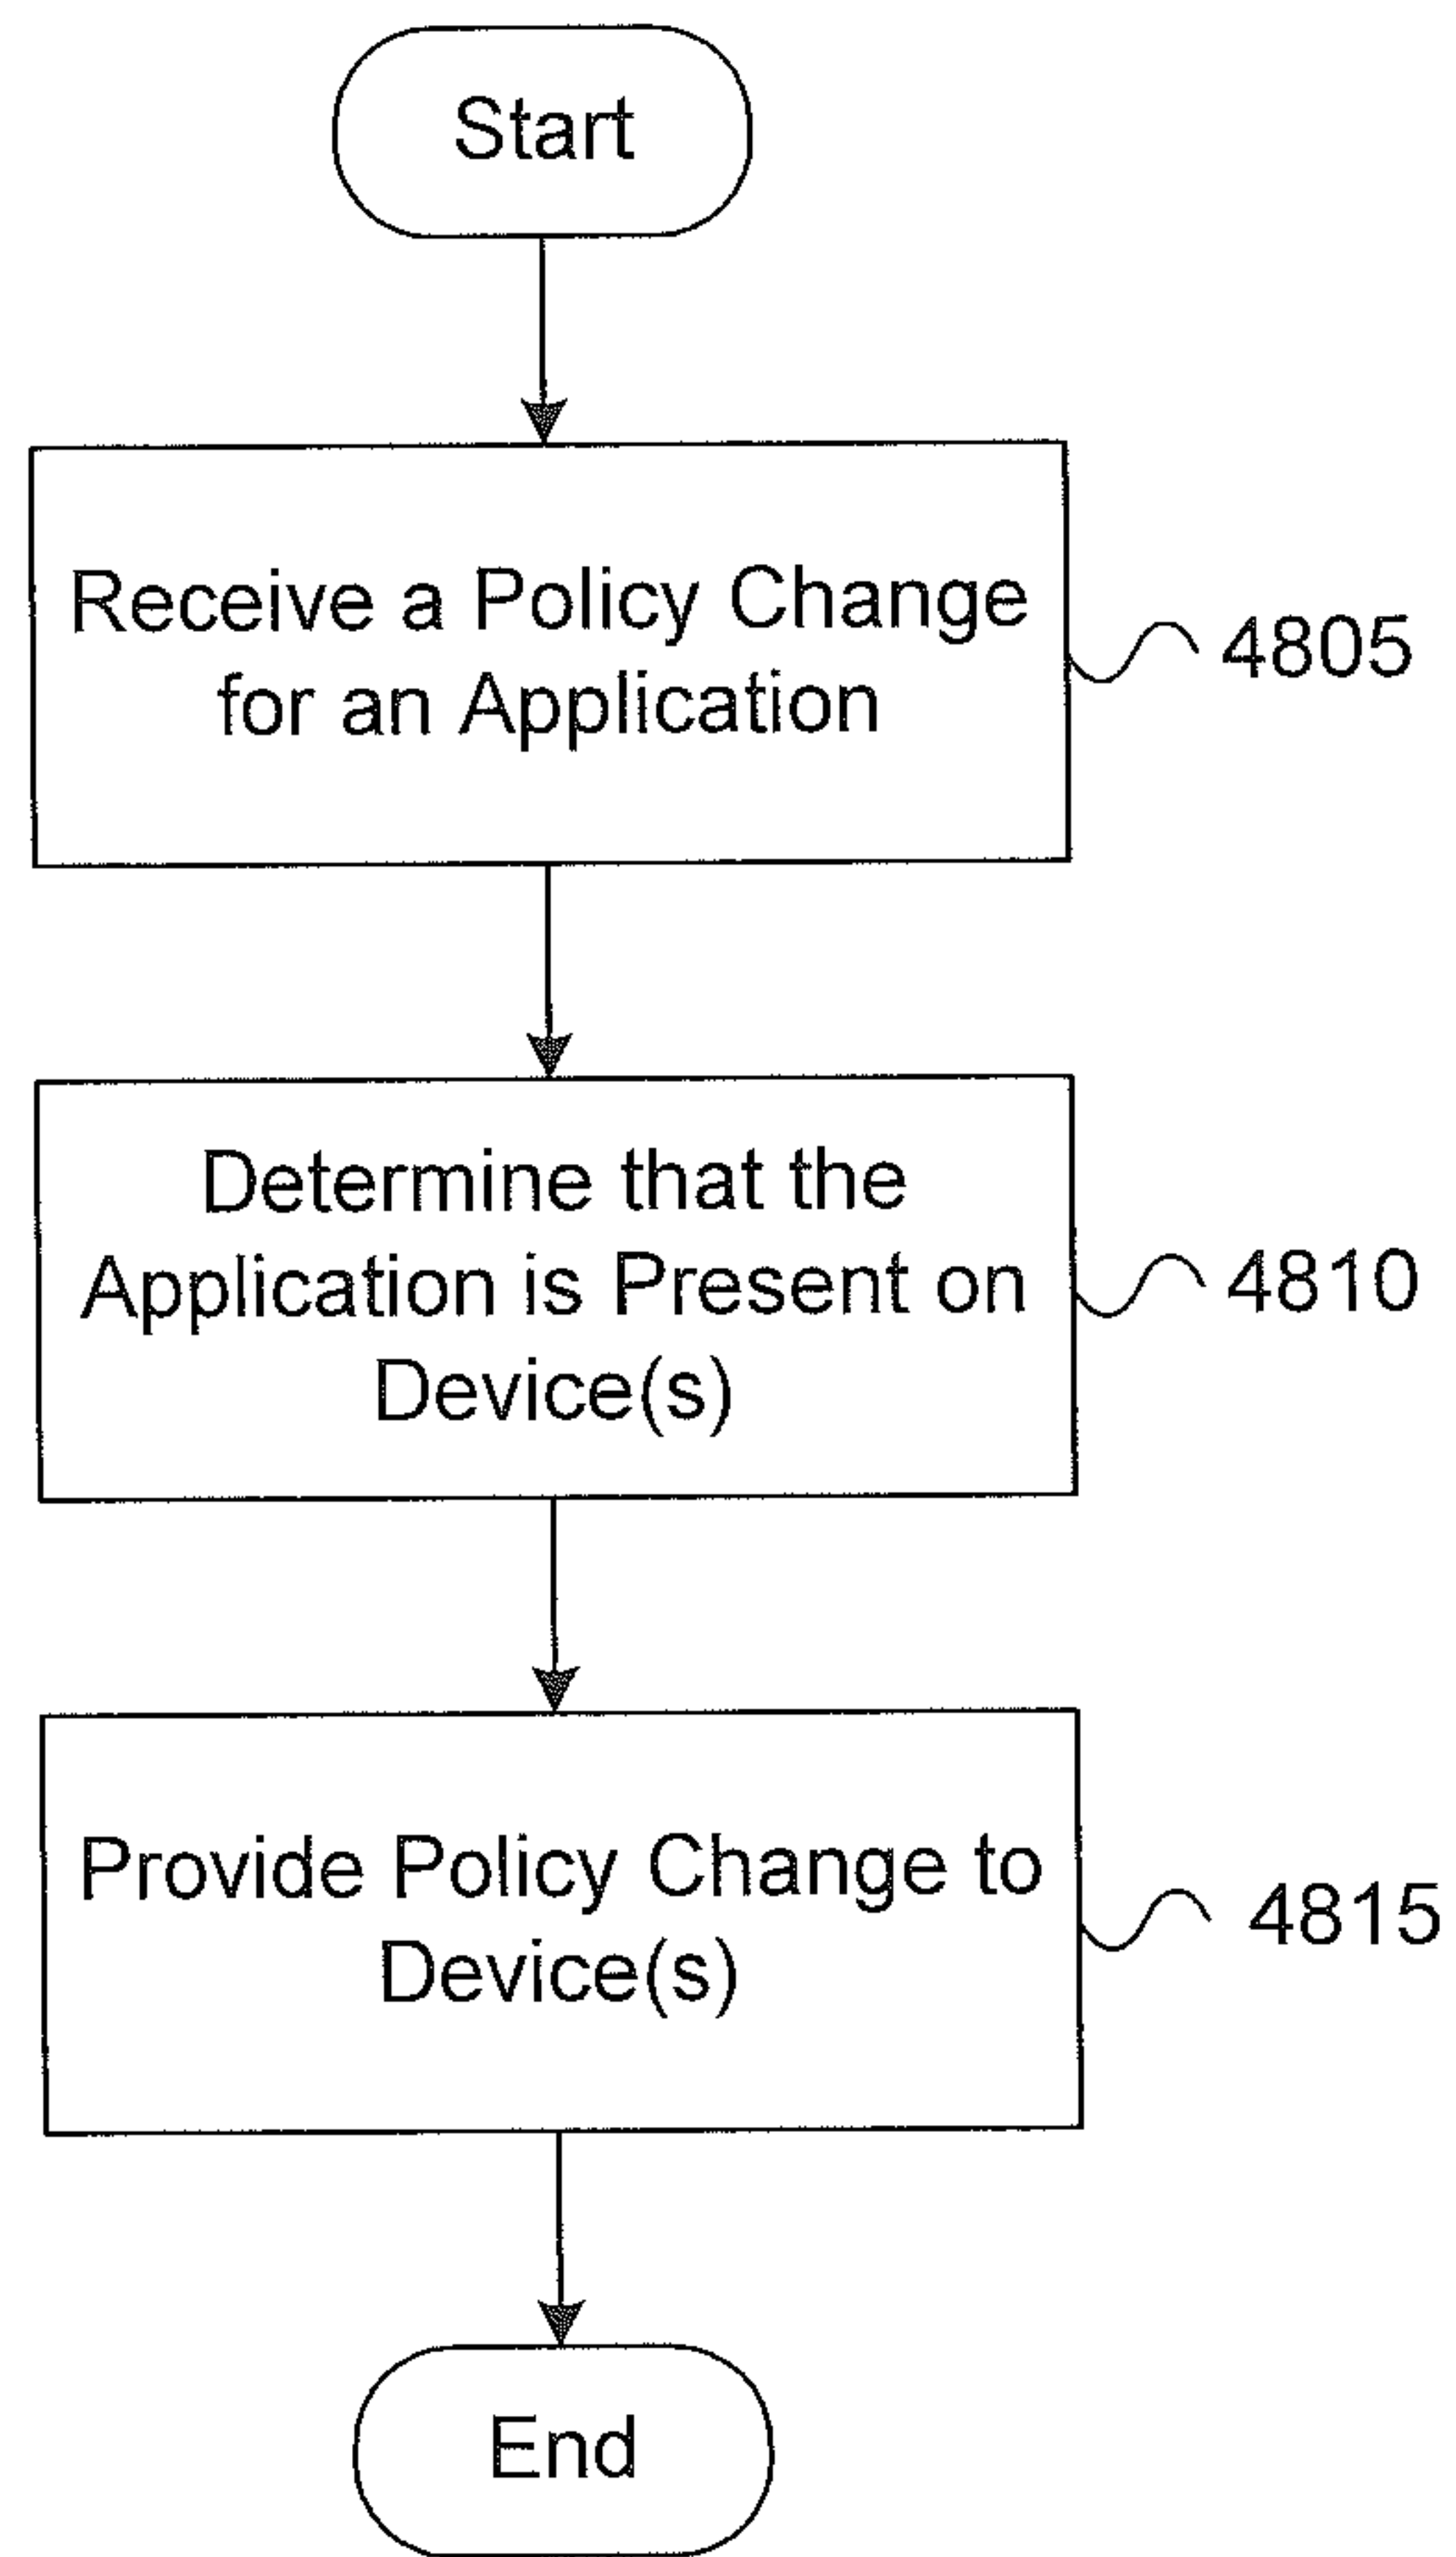 Start
Receive a Policy Change
for an Application
4805
Determine that the
Application is Present on
Device(s)
4810
Provide Policy Change to
Device(s)
4815
End